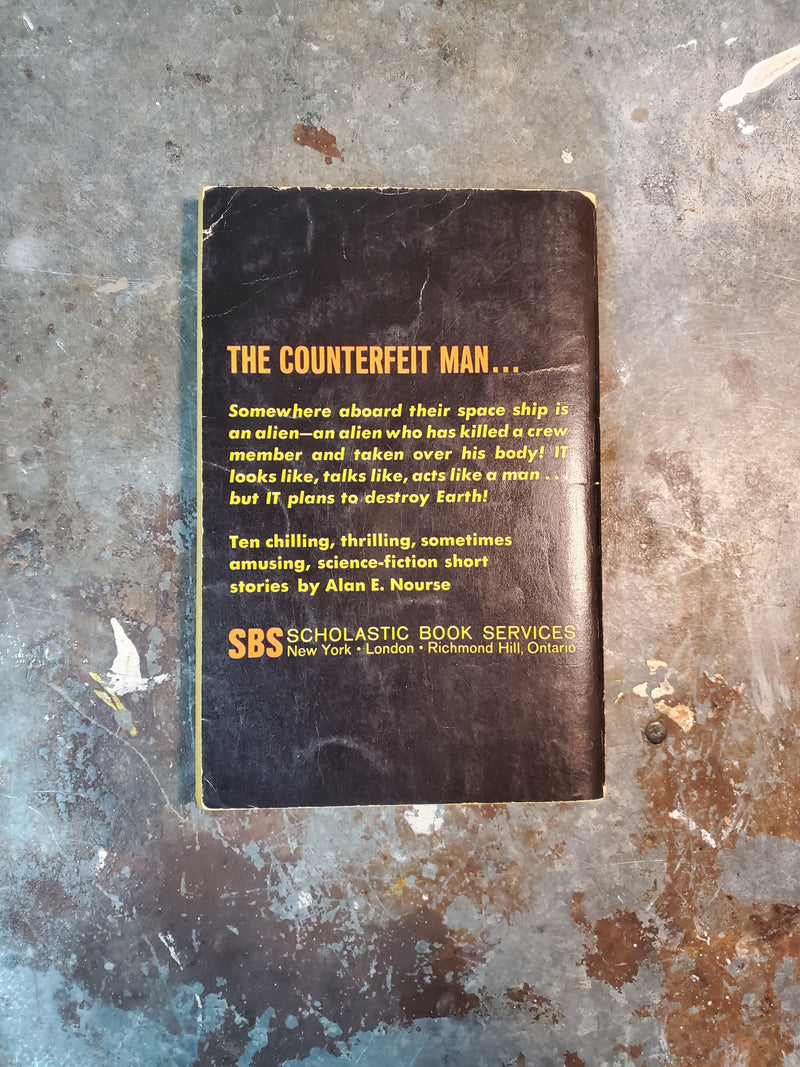 THE COUNTERFEIT MAN...
Somewhere aboard their space ship is
an alien—an alien who has killed a crew
member and taken over his body! IT
looks like, talks like, acts like a man...
but IT plans to destroy Earth!
Ten chilling, thrilling, sometimes
amusing, science-fiction short
stories by Alan E. Nourse
SBS SCHOLASTIC BOOK SERVICES
New York • London • Richmond Hill, Ontario